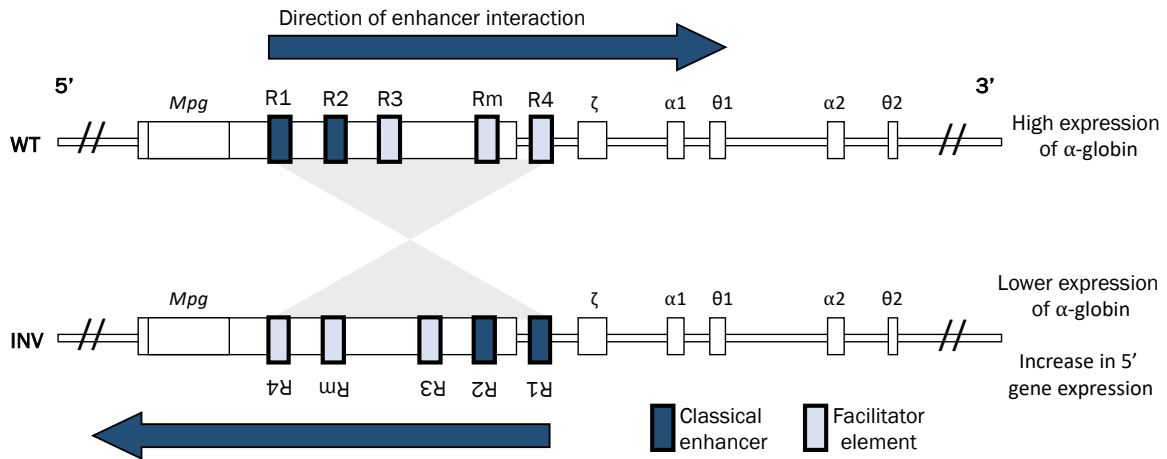 Direction of enhancer interaction
5’
3’
Mpg
R1
R2
R3
Rm
R4
ζ
α1
θ1
α2
θ2
WT
High expression
of α-globin
Mpg
ζ
α1
θ1
α2
θ2
INV
Lower expression
of α-globin
Increase in 5’
gene expression
R4
Rm
R3
R2
R1
Classical
enhancer
Facilitator
element